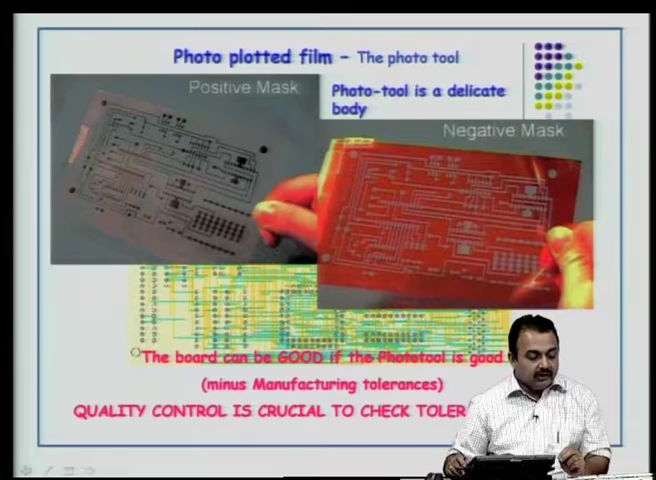 Photo plotted film – The photo tool
Positive Mask
Photo-tool is a delicate
body
Negative Mask
The board can be GOOD if the Phototool is good
(minus Manufacturing tolerances)
QUALITY CONTROL IS CRUCIAL TO CHECK TOLER